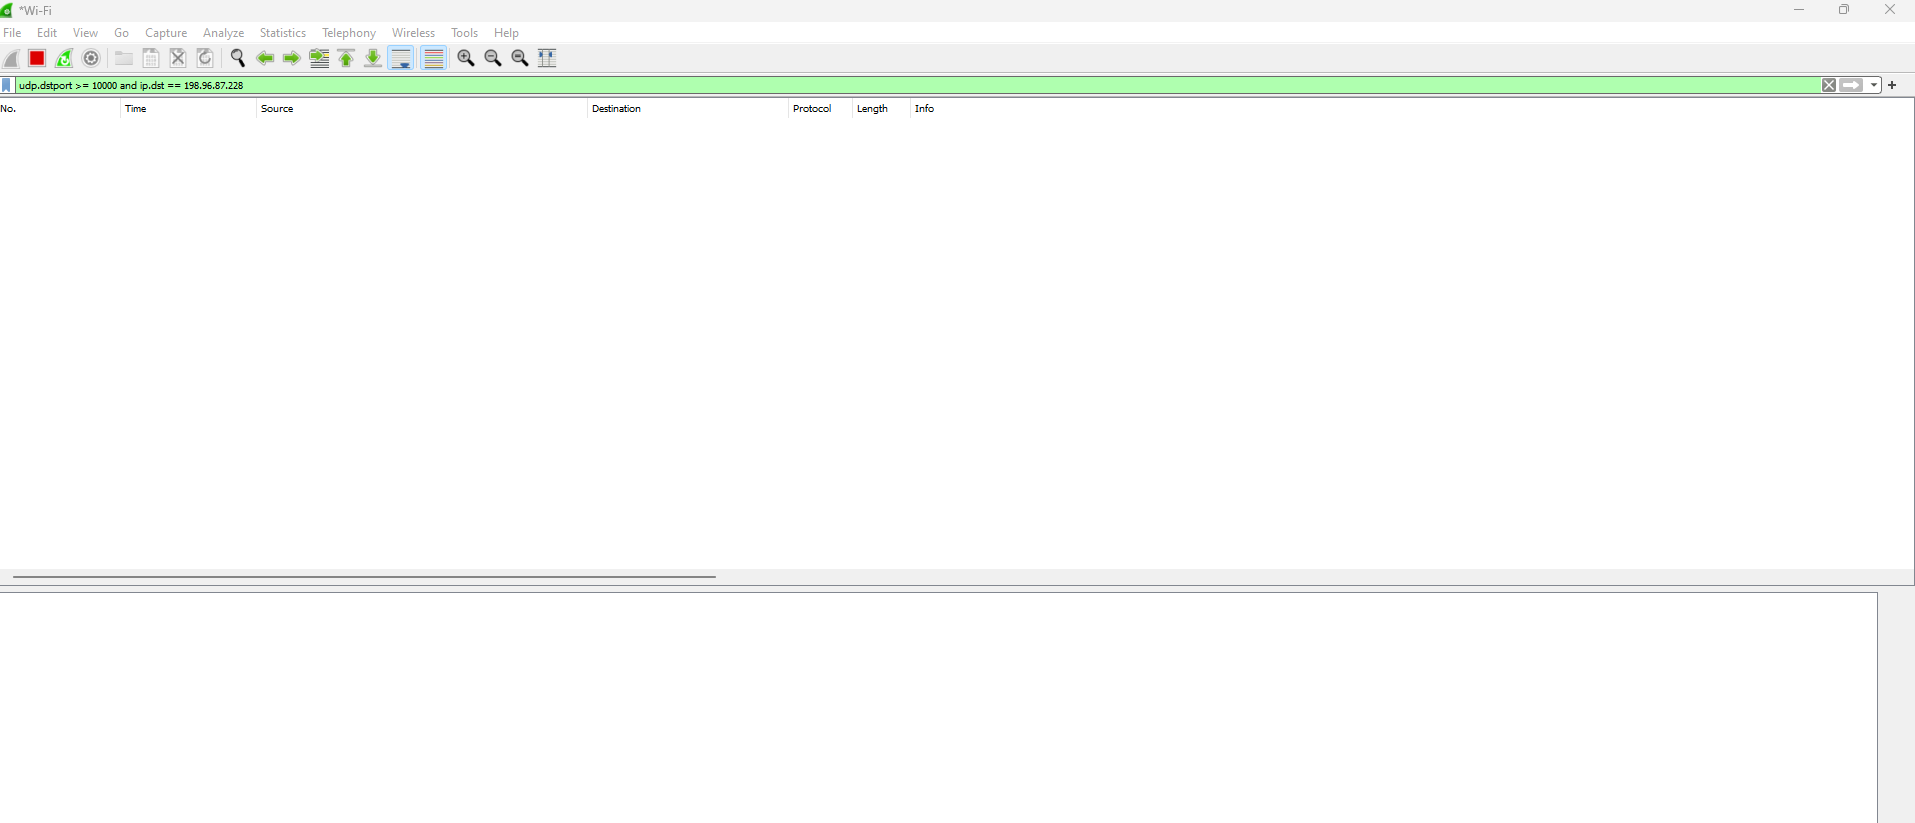 *Wi-Fi
File Edit View Go Capture Analyze Statistics Telephony Wireless Tools Help
udp.dstport >= 10000 and ip.dst == 198.96.87.228
No. Time Source Destination Protocol Length Info